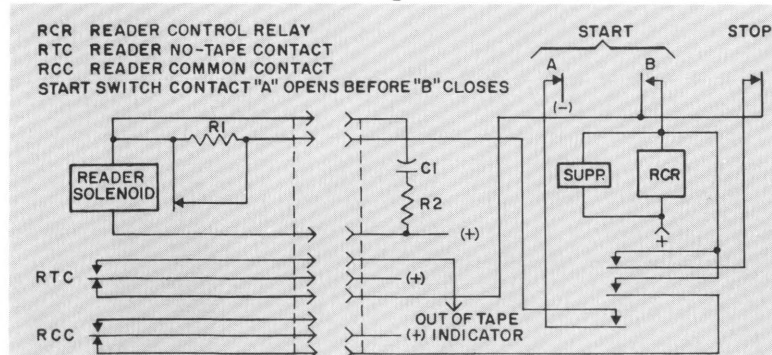 RCR READER CONTROL RELAY
RTC READER NO-TAPE CONTACT
RCC READER COMMON CONTACT
START SWITCH CONTACT "A" OPENS BEFORE "B" CLOSES
START
STOP
A
B
(-)
R1
READER
SOLENOID
C1
R2
(+)
SUPP.
RCR
+
RTC
(+)
OUT OF TAPE
INDICATOR
RCC
(+)